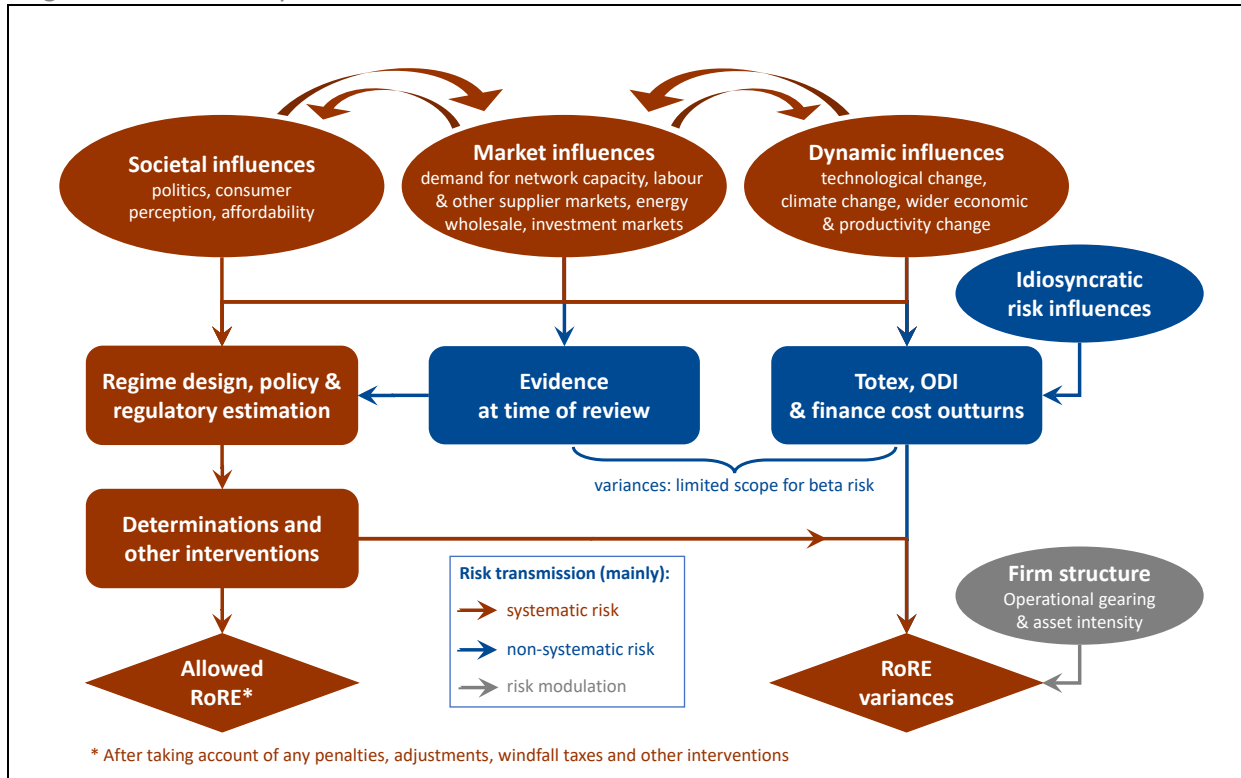 Societal influences
politics, consumer
perception, affordability
Market influences
demand for network capacity, labour
& other supplier markets, energy
wholesale, investment markets
Dynamic influences
technological change,
climate change, wider economic
& productivity change
Idiosyncratic
risk influences
Regime design, policy &
regulatory estimation
Evidence
at time of review
Totex, ODI
& finance cost outturns
variances: limited scope for beta risk
Determinations and
other interventions
Risk transmission (mainly):
systematic risk
non-systematic risk
risk modulation
Firm structure
Operational gearing
& asset intensity
Allowed
RoRE*
RoRE
variances
* After taking account of any penalties, adjustments, windfall taxes and other interventions